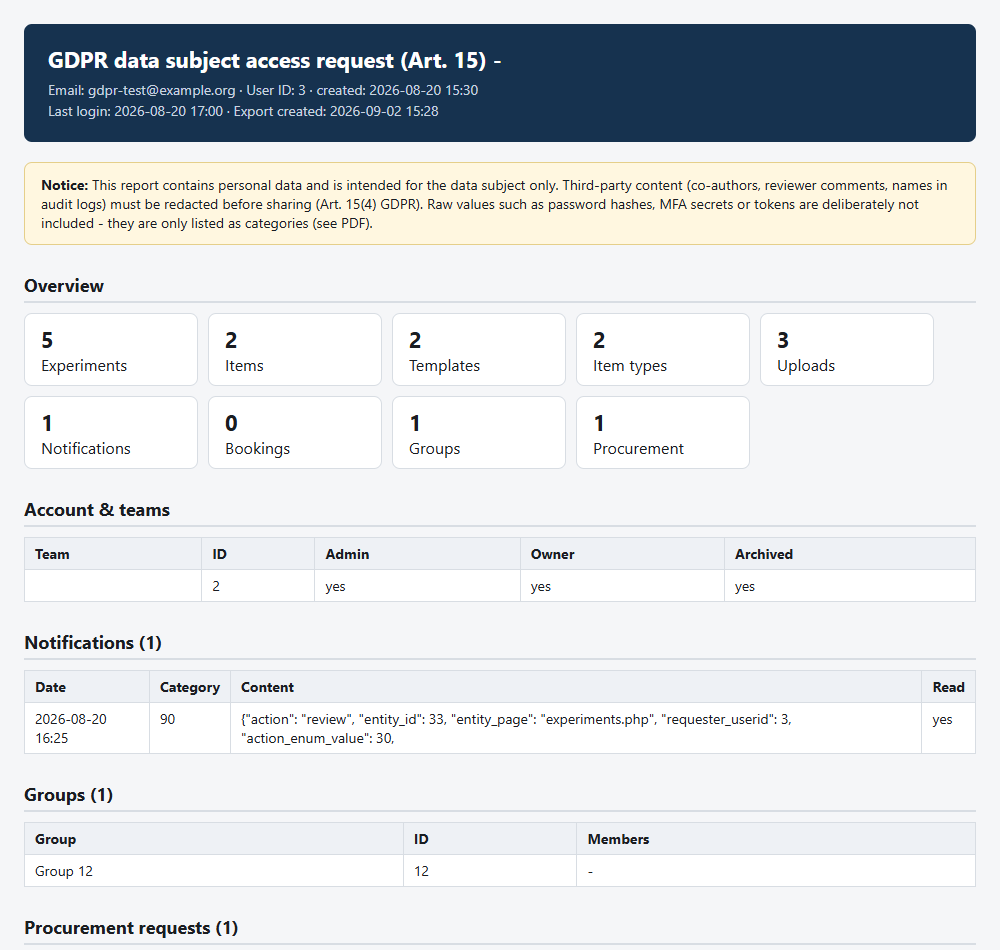 GDPR data subject access request (Art. 15) -
Email: gdpr-test@example.org · User ID: 3 · created: 2026-08-20 15:30
Last login: 2026-08-20 17:00 · Export created: 2026-09-02 15:28
Notice: This report contains personal data and is intended for the data subject only. Third-party content (co-authors, reviewer comments, names in
audit logs) must be redacted before sharing (Art. 15(4) GDPR). Raw values such as password hashes, MFA secrets or tokens are deliberately not
included - they are only listed as categories (see PDF).
Overview
5 2 2 2 3
Experiments Items Templates Item types Uploads
1 0 1 1
Notifications Bookings Groups Procurement
Account & teams
Team ID Admin Owner Archived
2 yes yes yes
Notifications (1)
Date Category Content Read
2026-08-20 90 {"action": "review", "entity_id": 33, "entity_page": "experiments.php", "requester_userid": 3, yes
16:25 "action_enum_value": 30,
Groups (1)
Group ID Members
Group 12 12 -
Procurement requests (1)